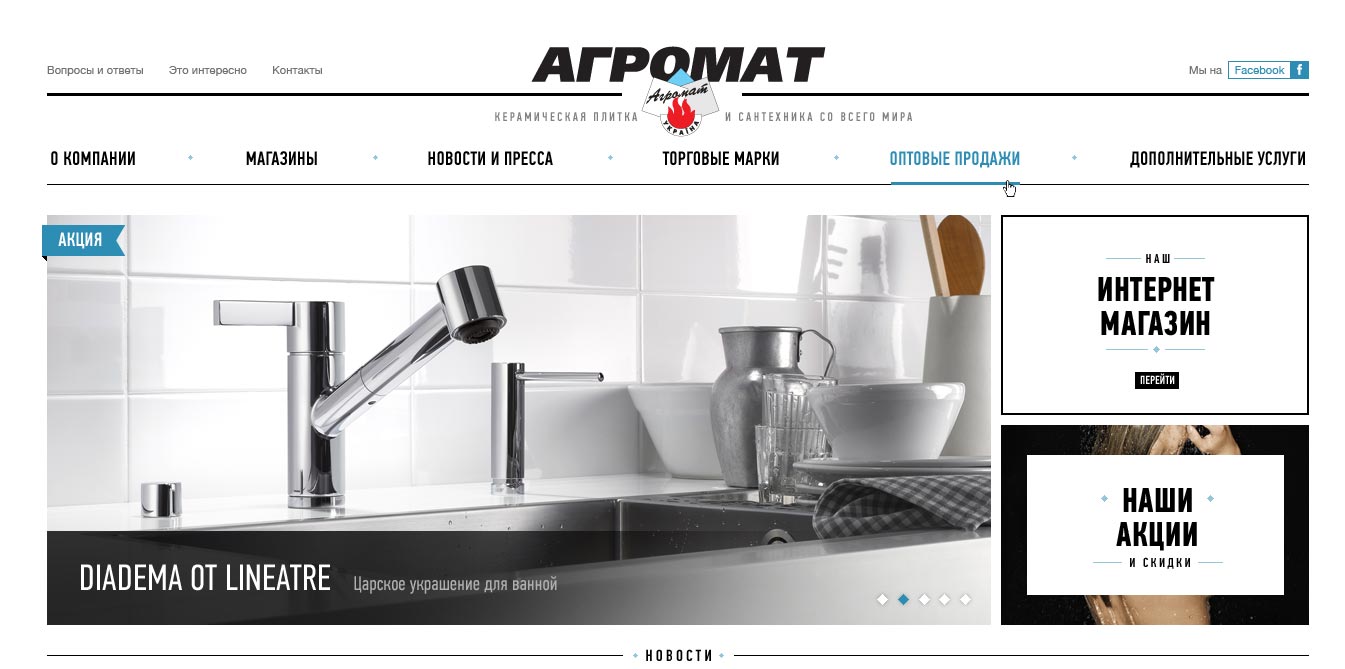 Вопросы и ответы
Это интересно
Контакты
АГРОМАТ
Агромат
УКРАЇНА
Мы на Facebook f
КЕРАМИЧЕСКАЯ ПЛИТКА И САНТЕХНИКА СО ВСЕГО МИРА
О КОМПАНИИ
МАГАЗИНЫ
НОВОСТИ И ПРЕССА
ТОРГОВЫЕ МАРКИ
ОПТОВЫЕ ПРОДАЖИ
ДОПОЛНИТЕЛЬНЫЕ УСЛУГИ
АКЦИЯ
DIADEMA ОТ LINEATRE
Царское украшение для ванной
НАШ
ИНТЕРНЕТ
МАГАЗИН
ПЕРЕЙТИ
НАШИ
АКЦИИ
И СКИДКИ
НОВОСТИ